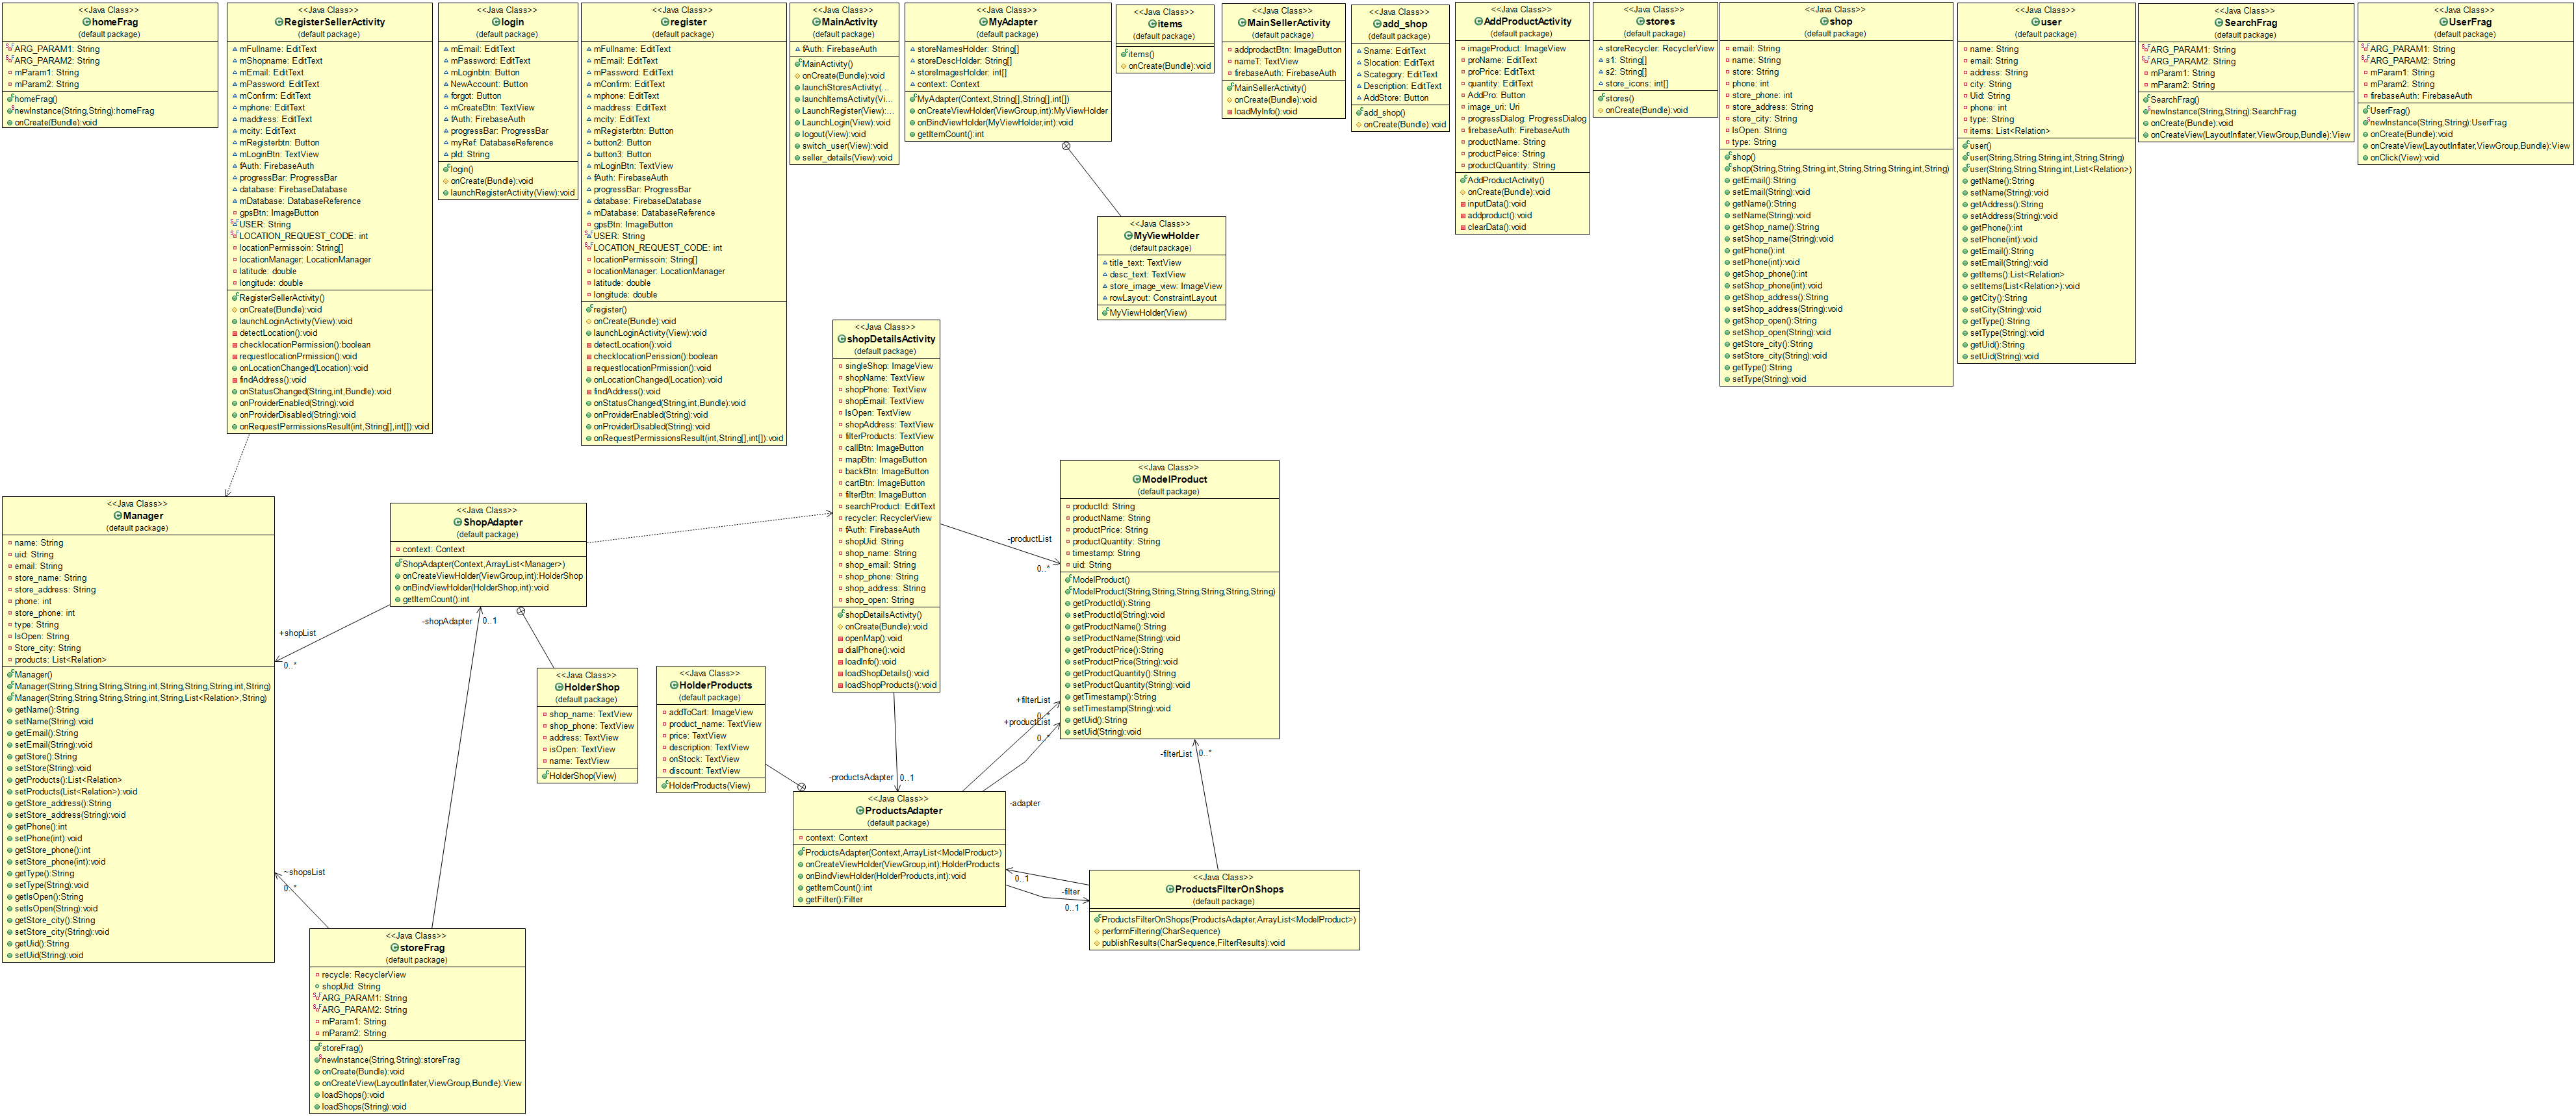 <<Java Class>>
homeFrag
(default package)
ARG_PARAM1: String
ARG_PARAM2: String
mParam1: String
mParam2: String
homeFrag()
newInstance(String,String):homeFrag
onCreate(Bundle):void
<<Java Class>>
RegisterSellerActivity
(default package)
mFullname: EditText
mShopname: EditText
mEmail: EditText
mPassword: EditText
mConfirm: EditText
mphone: EditText
maddress: EditText
mcity: EditText
mRegisterbtn: Button
mLoginBtn: TextView
fAuth: FirebaseAuth
progressBar: ProgressBar
database: FirebaseDatabase
mDatabase: DatabaseReference
gpsBtn: ImageButton
USER: String
LOCATION_REQUEST_CODE: int
locationPermissoin: String[]
locationManager: LocationManager
latitude: double
longitude: double
RegisterSellerActivity()
onCreate(Bundle):void
launchLoginActivity(View):void
detectLocation():void
checklocationPermission():boolean
requestlocationPrmission():void
onLocationChanged(Location):void
findAddress():void
onStatusChanged(String,int,Bundle):void
onProviderEnabled(String):void
onProviderDisabled(String):void
onRequestPermissionsResult(int,String[],int[]):void
<<Java Class>>
login
(default package)
mEmail: EditText
mPassword: EditText
mLoginbtn: Button
NewAccount: Button
forgot: Button
mCreateBtn: TextView
fAuth: FirebaseAuth
progressBar: ProgressBar
myRef: DatabaseReference
pId: String
login()
onCreate(Bundle):void
launchRegisterActivity(View):void
<<Java Class>>
register
(default package)
mFullname: EditText
mEmail: EditText
mPassword: EditText
mConfirm: EditText
mphone: EditText
maddress: EditText
mcity: EditText
mRegisterbtn: Button
button2: Button
button3: Button
mLoginBtn: TextView
fAuth: FirebaseAuth
progressBar: ProgressBar
database: FirebaseDatabase
mDatabase: DatabaseReference
gpsBtn: ImageButton
USER: String
LOCATION_REQUEST_CODE: int
locationPermissoin: String[]
locationManager: LocationManager
latitude: double
longitude: double
register()
onCreate(Bundle):void
launchLoginActivity(View):void
detectLocation():void
checklocationPerission():boolean
requestlocationPrmission():void
onLocationChanged(Location):void
findAddress():void
onStatusChanged(String,int,Bundle):void
onProviderEnabled(String):void
onProviderDisabled(String):void
onRequestPermissionsResult(int,String[],int[]):void
<<Java Class>>
MainActivity
(default package)
fAuth: FirebaseAuth
MainActivity()
onCreate(Bundle):void
launchStoresActivity(...
launchItemsActivity(Vi...
LaunchRegister(View):...
LaunchLogin(View):void
logout(View):void
switch_user(View):void
seller_details(View):void
<<Java Class>>
MyAdapter
(default package)
storeNamesHolder: String[]
storeDescHolder: String[]
storeImagesHolder: int[]
context: Context
MyAdapter(Context,String[],String[],int[])
onCreateViewHolder(ViewGroup,int):MyViewHolder
onBindViewHolder(MyViewHolder,int):void
getItemCount():int
<<Java Class>>
items
(default package)
items()
onCreate(Bundle):void
<<Java Class>>
MainSellerActivity
(default package)
addprodactBtn: ImageButton
nameT: TextView
firebaseAuth: FirebaseAuth
MainSellerActivity()
onCreate(Bundle):void
loadMyInfo():void
<<Java Class>>
add_shop
(default package)
Sname: EditText
Slocation: EditText
Scategory: EditText
Description: EditText
AddStore: Button
add_shop()
onCreate(Bundle):void
<<Java Class>>
AddProductActivity
(default package)
imageProduct: ImageView
proName: EditText
proPrice: EditText
quantity: EditText
AddPro: Button
image_uri: Uri
progressDialog: ProgressDialog
firebaseAuth: FirebaseAuth
productName: String
productPeice: String
productQuantity: String
AddProductActivity()
onCreate(Bundle):void
inputData():void
addproduct():void
clearData():void
<<Java Class>>
stores
(default package)
storeRecycler: RecyclerView
s1: String[]
s2: String[]
store_icons: int[]
stores()
onCreate(Bundle):void
<<Java Class>>
shop
(default package)
email: String
name: String
store: String
phone: int
store_phone: int
store_address: String
store_city: String
IsOpen: String
type: String
shop()
shop(String,String,String,int,String,String,String,int,String)
getEmail():String
setEmail(String):void
getName():String
setName(String):void
getShop_name():String
setShop_name(String):void
getPhone():int
setPhone(int):void
getShop_phone():int
setShop_phone(int):void
getShop_address():String
setShop_address(String):void
getShop_open():String
setShop_open(String):void
getStore_city():String
setStore_city(String):void
getType():String
setType(String):void
<<Java Class>>
user
(default package)
name: String
email: String
address: String
city: String
Uid: String
phone: int
type: String
items: List<Relation>
user()
user(String,String,String,int,String,String)
user(String,String,String,int,List<Relation>)
getName():String
setName(String):void
getAddress():String
setAddress(String):void
getPhone():int
setPhone(int):void
getEmail():String
setEmail(String):void
getItems():List<Relation>
setItems(List<Relation>):void
getCity():String
setCity(String):void
getType():String
setType(String):void
getUid():String
setUid(String):void
<<Java Class>>
SearchFrag
(default package)
ARG_PARAM1: String
ARG_PARAM2: String
mParam1: String
mParam2: String
SearchFrag()
newInstance(String,String):SearchFrag
onCreate(Bundle):void
onCreateView(LayoutInflater,ViewGroup,Bundle):View
<<Java Class>>
UserFrag
(default package)
ARG_PARAM1: String
ARG_PARAM2: String
mParam1: String
mParam2: String
firebaseAuth: FirebaseAuth
UserFrag()
newInstance(String,String):UserFrag
onCreate(Bundle):void
onCreateView(LayoutInflater,ViewGroup,Bundle):View
onClick(View):void
<<Java Class>>
MyViewHolder
(default package)
title_text: TextView
desc_text: TextView
store_image_view: ImageView
rowLayout: ConstraintLayout
MyViewHolder(View)
<<Java Class>>
shopDetailsActivity
(default package)
singleShop: ImageView
shopName: TextView
shopPhone: TextView
shopEmail: TextView
IsOpen: TextView
shopAddress: TextView
filterProducts: TextView
callBtn: ImageButton
mapBtn: ImageButton
backBtn: ImageButton
cartBtn: ImageButton
filterBtn: ImageButton
searchProduct: EditText
recycler: RecyclerView
fAuth: FirebaseAuth
shopUid: String
shop_name: String
shop_email: String
shop_phone: String
shop_address: String
shop_open: String
shopDetailsActivity()
onCreate(Bundle):void
openMap():void
dialPhone():void
loadInfo():void
loadShopDetails():void
loadShopProducts():void
<<Java Class>>
ModelProduct
(default package)
productId: String
productName: String
productPrice: String
productQuantity: String
timestamp: String
uid: String
ModelProduct()
ModelProduct(String,String,String,String,String,String)
getProductId():String
setProductId(String):void
getProductName():String
setProductName(String):void
getProductPrice():String
setProductPrice(String):void
getProductQuantity():String
setProductQuantity(String):void
getTimestamp():String
setTimestamp(String):void
getUid():String
setUid(String):void
-productList
0..*
<<Java Class>>
Manager
(default package)
name: String
uid: String
email: String
store_name: String
store_address: String
phone: int
store_phone: int
type: String
IsOpen: String
Store_city: String
products: List<Relation>
Manager()
Manager(String,String,String,String,int,String,String,String,int,String)
Manager(String,String,String,String,int,String,List<Relation>,String)
getName():String
setName(String):void
getEmail():String
setEmail(String):void
getStore():String
setStore(String):void
getProducts():List<Relation>
setProducts(List<Relation>):void
getStore_address():String
setStore_address(String):void
getPhone():int
setPhone(int):void
getStore_phone():int
setStore_phone(int):void
getType():String
setType(String):void
getIsOpen():String
setIsOpen(String):void
getStore_city():String
setStore_city(String):void
getUid():String
setUid(String):void
<<Java Class>>
ShopAdapter
(default package)
context: Context
ShopAdapter(Context,ArrayList<Manager>)
onCreateViewHolder(ViewGroup,int):HolderShop
onBindViewHolder(HolderShop,int):void
getItemCount():int
+shopList
0..*
-shopAdapter
0..1
<<Java Class>>
HolderShop
(default package)
shop_name: TextView
shop_phone: TextView
address: TextView
isOpen: TextView
name: TextView
HolderShop(View)
<<Java Class>>
HolderProducts
(default package)
addToCart: ImageView
product_name: TextView
price: TextView
description: TextView
onStock: TextView
discount: TextView
HolderProducts(View)
+filterList
0..*
+productList
0..*
-filterList
0..*
-productsAdapter
0..1
<<Java Class>>
ProductsAdapter
(default package)
context: Context
ProductsAdapter(Context,ArrayList<ModelProduct>)
onCreateViewHolder(ViewGroup,int):HolderProducts
onBindViewHolder(HolderProducts,int):void
getItemCount():int
getFilter():Filter
-adapter
0..1
-filter
0..1
<<Java Class>>
ProductsFilterOnShops
(default package)
ProductsFilterOnShops(ProductsAdapter,ArrayList<ModelProduct>)
performFiltering(CharSequence)
publishResults(CharSequence,FilterResults):void
~shopsList
0..*
<<Java Class>>
storeFrag
(default package)
recycle: RecyclerView
shopUid: String
ARG_PARAM1: String
ARG_PARAM2: String
mParam1: String
mParam2: String
storeFrag()
newInstance(String,String):storeFrag
onCreate(Bundle):void
onCreateView(LayoutInflater,ViewGroup,Bundle):View
loadShops():void
loadShops(String):void